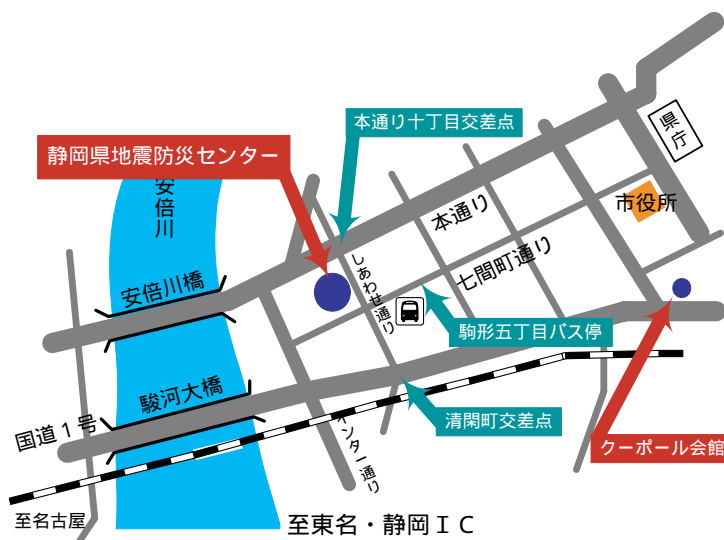 本通り十丁目交差点
県庁
静岡県地震防災センター
安倍川
本通り
市役所
七間町通り
しあわせ通り
安倍川橋
駒形五丁目バス停
駿河大橋
清閑町交差点
国道1号
インター通り
クーポール会館
至名古屋
至東名・静岡IC